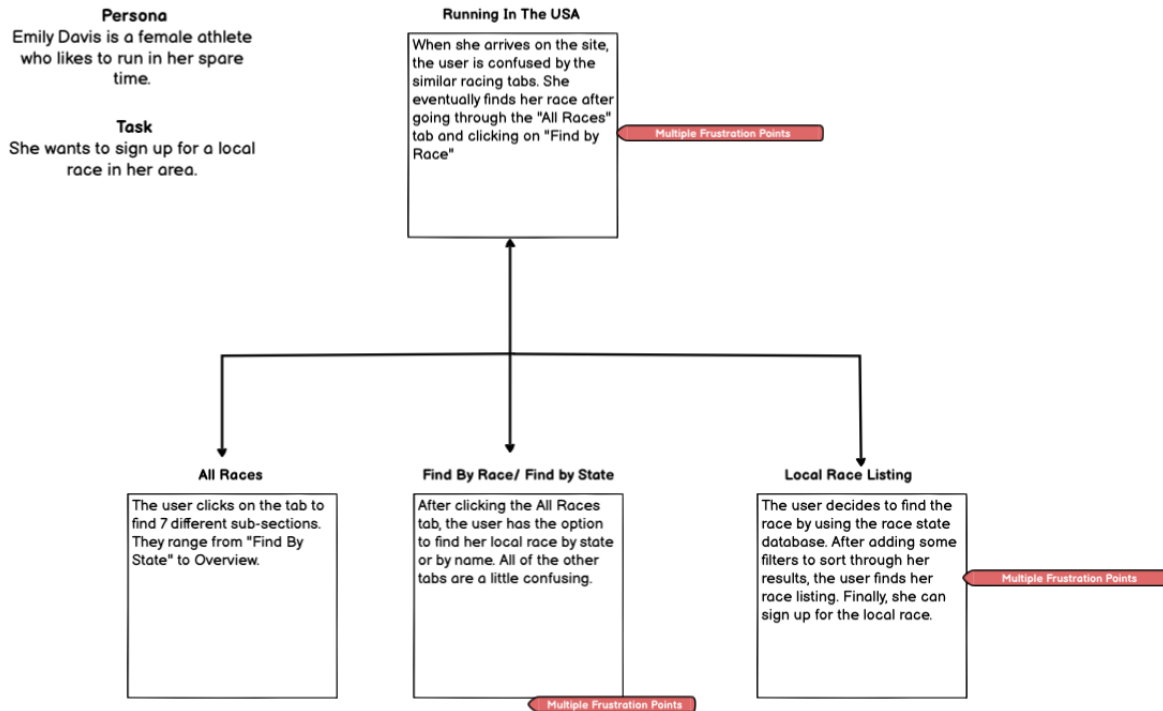 Persona
Emily Davis is a female athlete
who likes to run in her spare
time.
Task
She wants to sign up for a local
race in her area.
Running In The USA
When she arrives on the site,
the user is confused by the
similar racing tabs. She
eventually finds her race after
going through the "All Races"
tab and clicking on "Find by
Race"
Multiple Frustration Points
All Races
The user clicks on the tab to
find 7 different sub-sections.
They range from "Find By
State" to Overview.
Find By Race/ Find by State
After clicking the All Races
tab, the user has the option
to find her local race by state
or by name. All of the other
tabs are a little confusing.
Multiple Frustration Points
Local Race Listing
The user decides to find the
race by using the race state
database. After adding some
filters to sort through her
results, the user finds her
race listing. Finally, she can
sign up for the local race.
Multiple Frustration Points